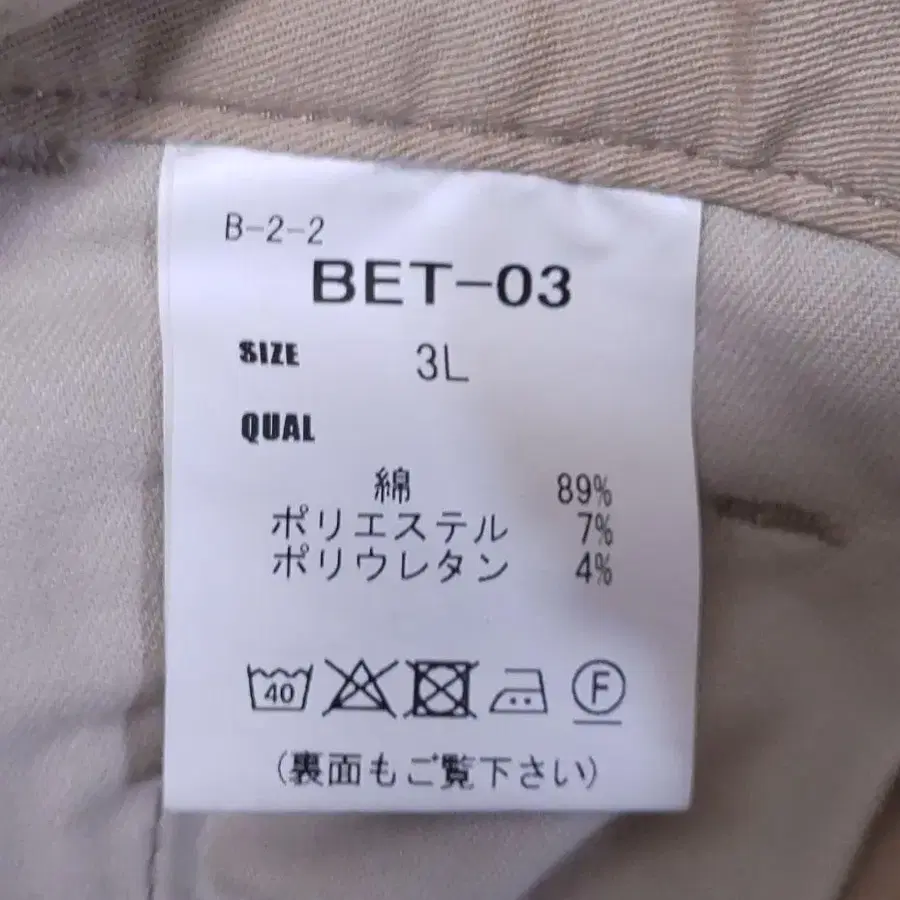 B-2-2
BET-03
SIZE 3L
QUAL
綿 89%
ポリエステル 7%
ポリウレタン 4%
40 F
(裏面もご覧下さい)